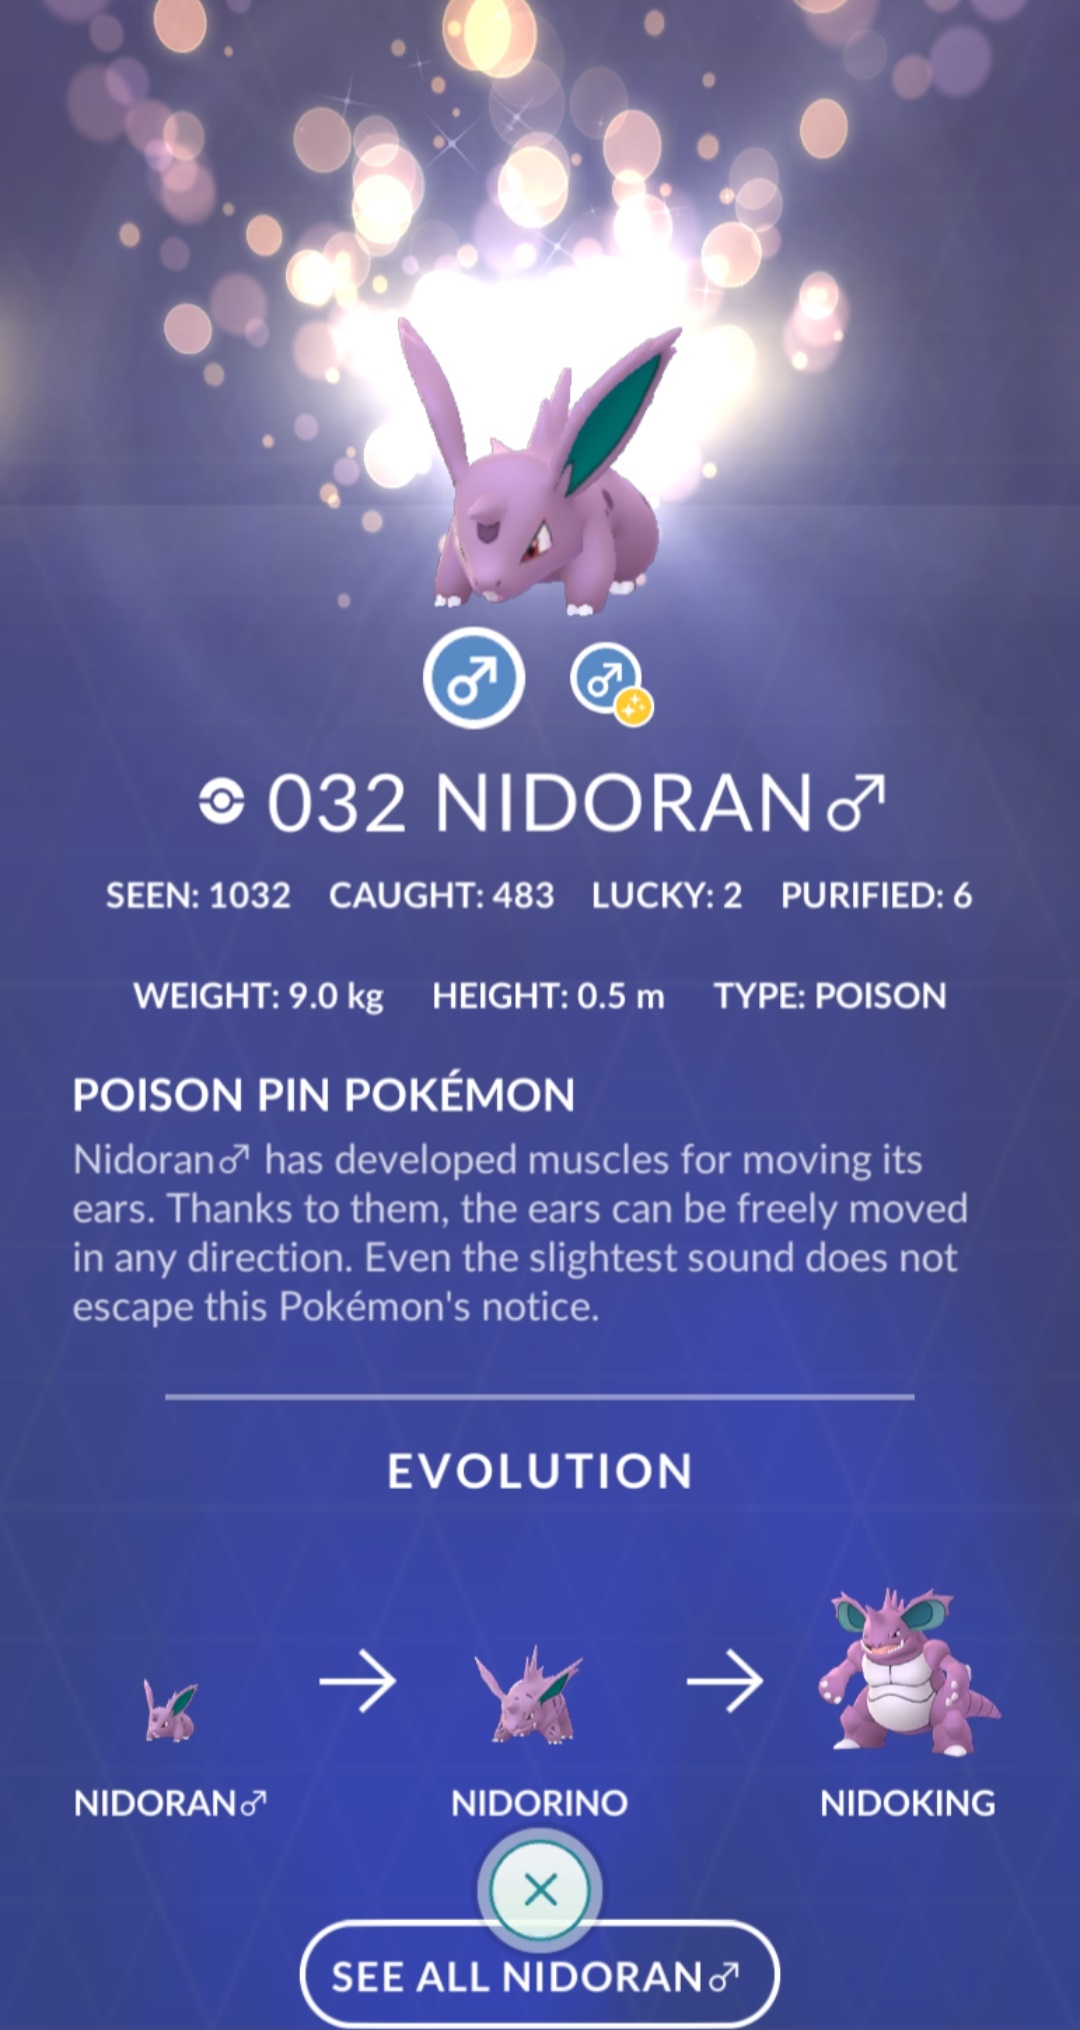 032 NIDORAN♂
SEEN: 1032 CAUGHT: 483 LUCKY: 2 PURIFIED: 6
WEIGHT: 9.0 kg HEIGHT: 0.5 m TYPE: POISON
POISON PIN POKÉMON
Nidoran♂ has developed muscles for moving its
ears. Thanks to them, the ears can be freely moved
in any direction. Even the slightest sound does not
escape this Pokémon's notice.
EVOLUTION
NIDORAN♂ NIDORINO NIDOKING
SEE ALL NIDORAN♂